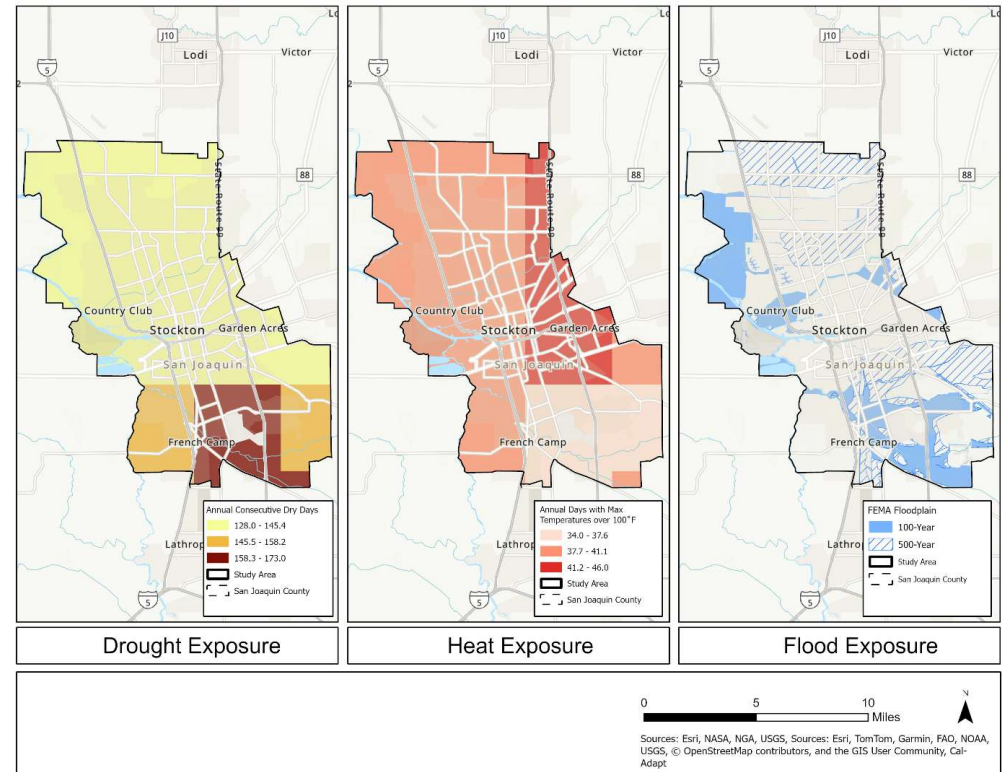 J10
Lodi
Victor
Lo
5
2
88
State Route 99
Country Club
Stockton
Garden Acres
San Joaquin
French Camp
Lathrop
5
Annual Consecutive Dry Days
128.0 - 145.4
145.5 - 158.2
158.3 - 173.0
Study Area
San Joaquin County
Drought Exposure
J10
Lodi
Victor
Lo
5
2
88
State Route 99
Country Club
Stockton
Garden Acres
San Joaquin
French Camp
Lathrop
5
Annual Days with Max
Temperatures over 100°F
34.0 - 37.6
37.7 - 41.1
41.2 - 46.0
Study Area
San Joaquin County
Heat Exposure
J10
Lodi
Victor
Lo
5
2
88
State Route 99
Country Club
Stockton
Garden Acres
San Joaquin
French Camp
Lathrop
5
FEMA Floodplain
100-Year
500-Year
Study Area
San Joaquin County
Flood Exposure
0 5 10
Miles
N
Sources: Esri, NASA, NGA, USGS, Sources: Esri, TomTom, Garmin, FAO, NOAA,
USGS, © OpenStreetMap contributors, and the GIS User Community, Cal-
Adapt